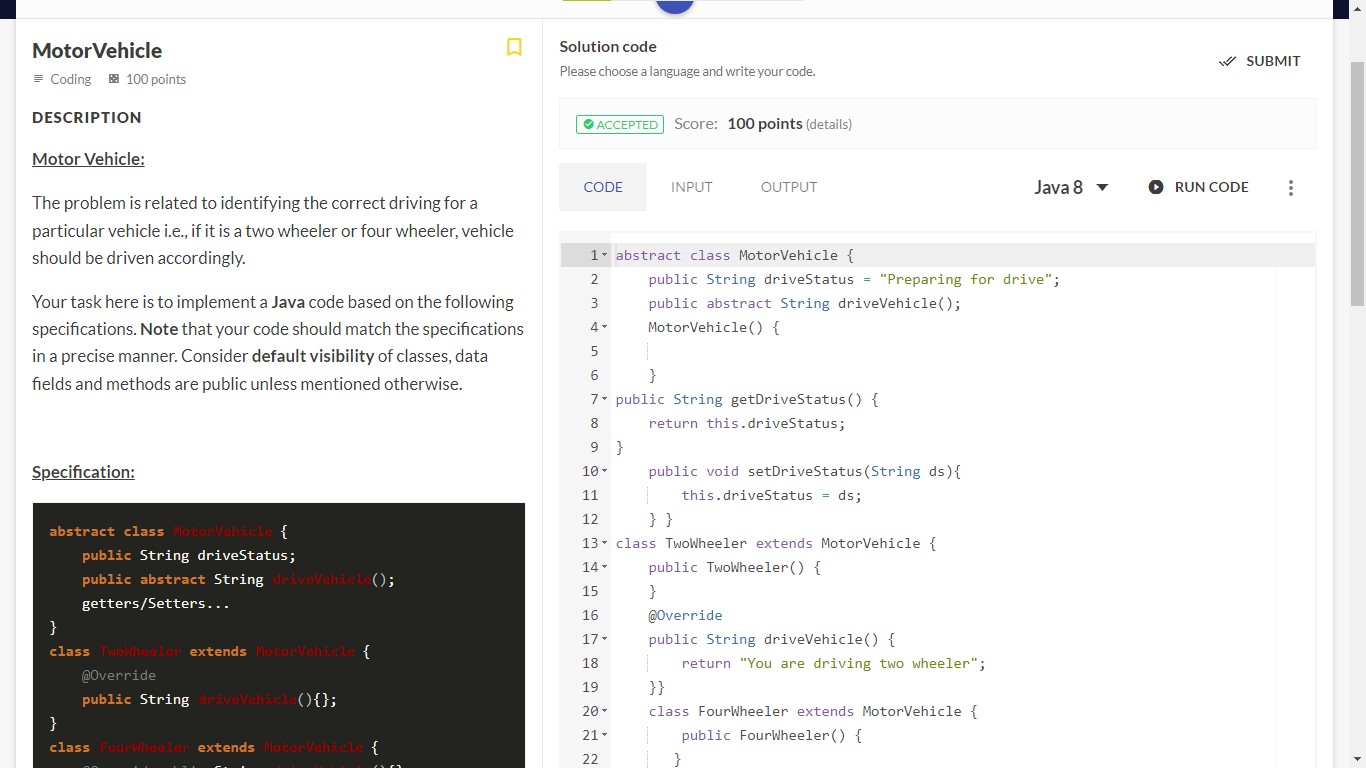 MotorVehicle
Coding 100 points
DESCRIPTION
Motor Vehicle:
The problem is related to identifying the correct driving for a
particular vehicle i.e., if it is a two wheeler or four wheeler, vehicle
should be driven accordingly.
Your task here is to implement a Java code based on the following
specifications. Note that your code should match the specifications
in a precise manner. Consider default visibility of classes, data
fields and methods are public unless mentioned otherwise.
Specification:
abstract class MotorVehicle {
    public String driveStatus;
    public abstract String driveVehicle();
    getters/Setters...
}
class TwoWheeler extends MotorVehicle {
    @Override
    public String driveVehicle(){};
}
class FourWheeler extends MotorVehicle {
Solution code
Please choose a language and write your code.
SUBMIT
ACCEPTED Score: 100 points (details)
CODE INPUT OUTPUT Java 8 RUN CODE
1 abstract class MotorVehicle {
2     public String driveStatus = "Preparing for drive";
3     public abstract String driveVehicle();
4     MotorVehicle() {
5
6     }
7 public String getDriveStatus() {
8     return this.driveStatus;
9 }
10     public void setDriveStatus(String ds){
11         this.driveStatus = ds;
12     } }
13 class TwoWheeler extends MotorVehicle {
14     public TwoWheeler() {
15     }
16     @Override
17     public String driveVehicle() {
18         return "You are driving two wheeler";
19     }}
20     class FourWheeler extends MotorVehicle {
21         public FourWheeler() {
22        }